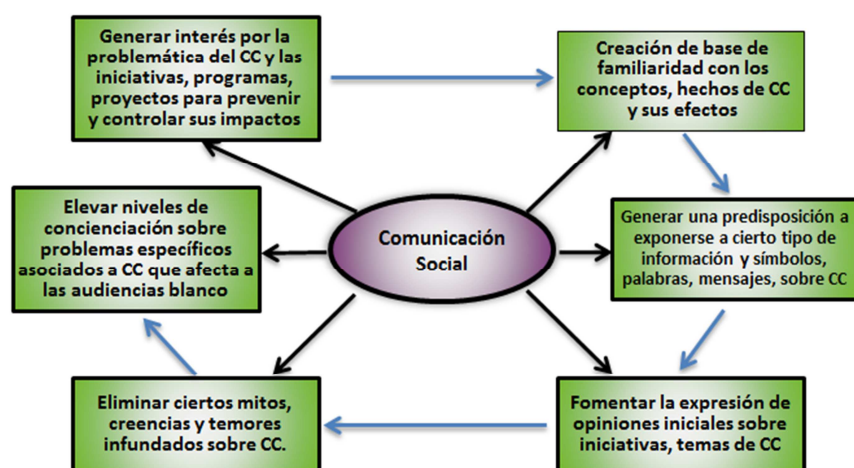 Generar interés por la
problemática del CC y las
iniciativas, programas,
proyectos para prevenir
y controlar sus impactos
Creación de base de
familiaridad con los
conceptos, hechos de CC
y sus efectos
Elevar niveles de
concienciación sobre
problemas específicos
asociados a CC que afecta a
las audiencias blanco
Comunicación
Social
Generar una predisposición a
exponerse a cierto tipo de
información y símbolos,
palabras, mensajes, sobre CC
Eliminar ciertos mitos,
creencias y temores
infundados sobre CC.
Fomentar la expresión de
opiniones iniciales sobre
iniciativas, temas de CC